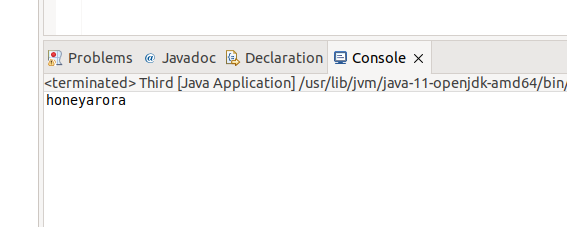 Problems @ Javadoc Declaration Console
<terminated> Third [Java Application] /usr/lib/jvm/java-11-openjdk-amd64/bin/
honeyarora